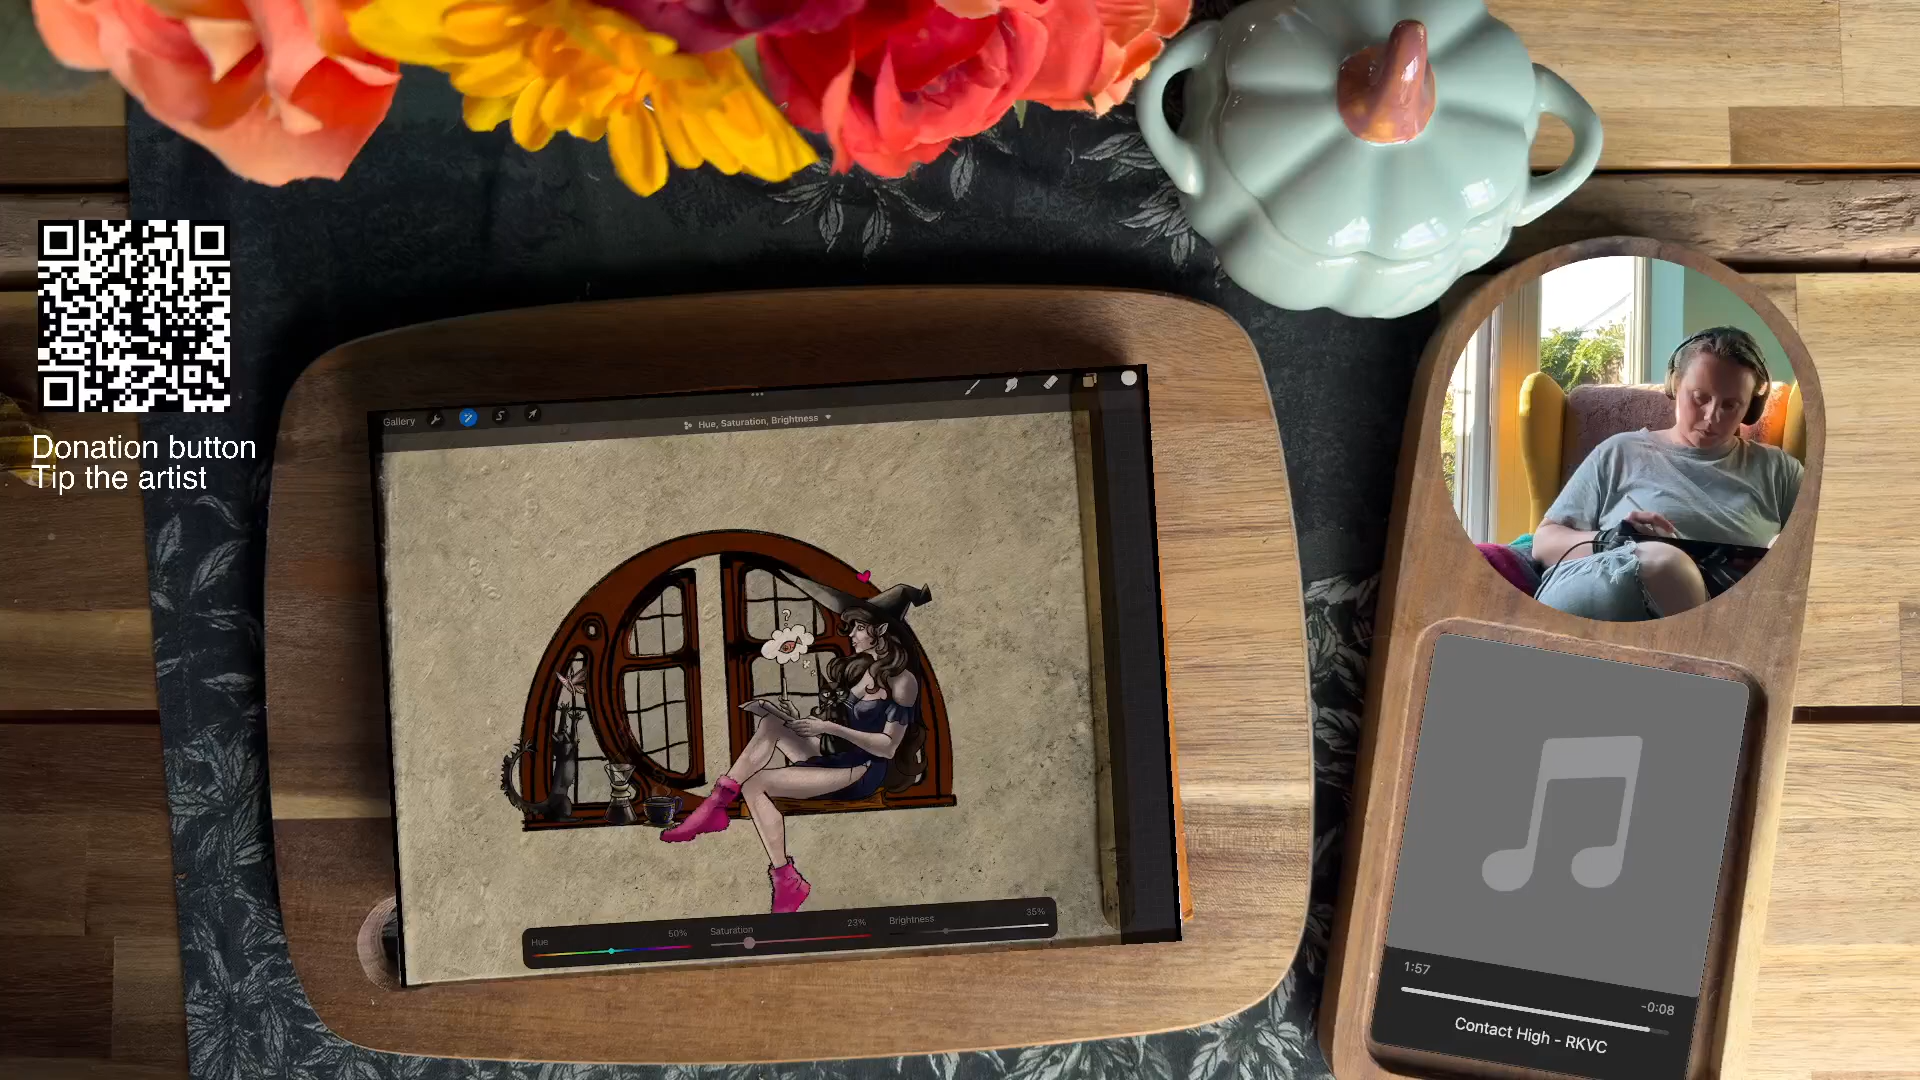 Donation button
Tip the artist
Gallery
Hue, Saturation, Brightness
?
Hue
50%
Saturation
23%
Brightness
35%
1:57
-0:08
Contact High - RKVC